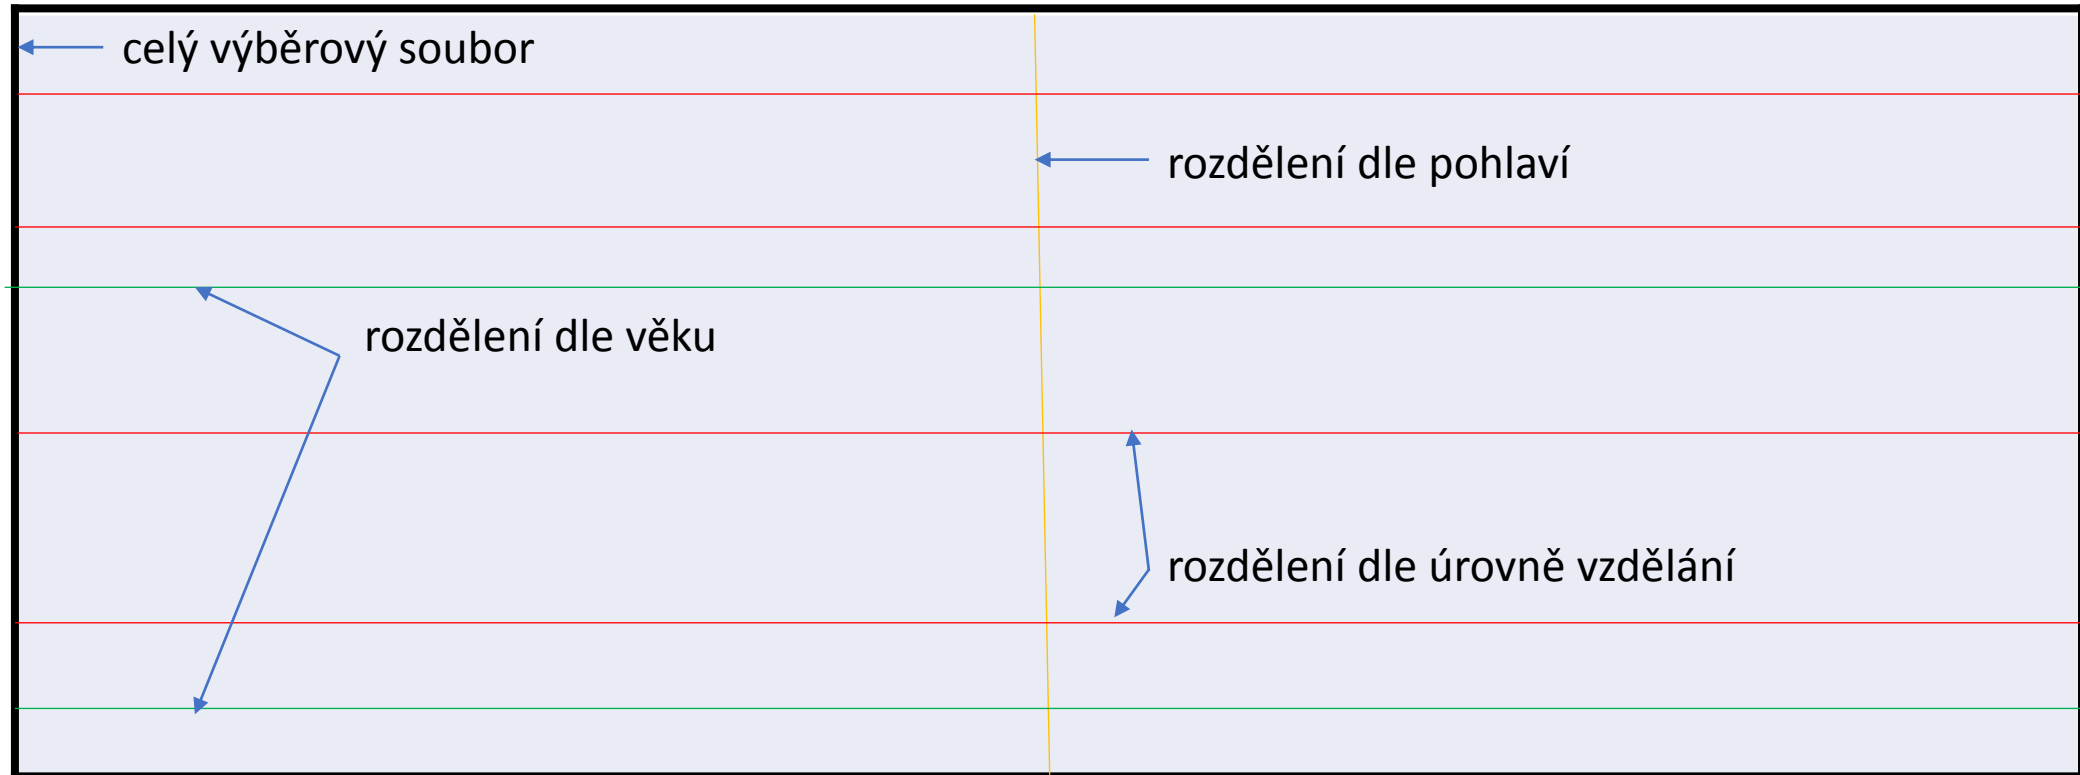 celý výběrový soubor
rozdělení dle pohlaví
rozdělení dle věku
rozdělení dle úrovně vzdělání